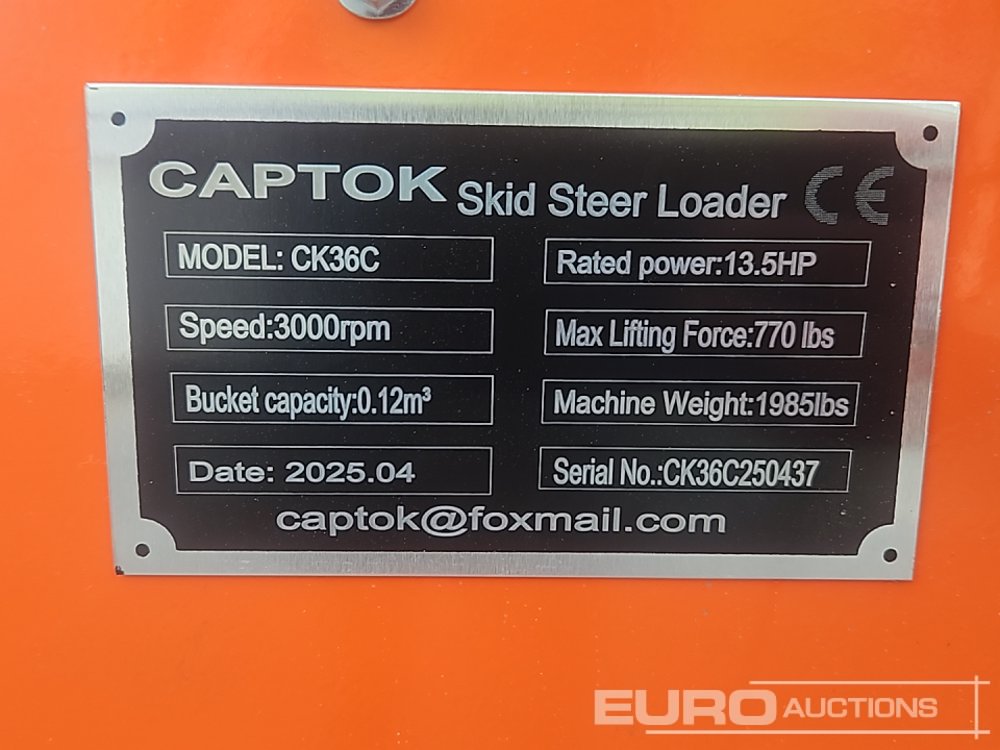 CAPTOK Skid Steer Loader CE
MODEL: CK36C
Rated power:13.5HP
Speed:3000rpm
Max Lifting Force:770 lbs
Bucket capacity:0.12m³
Machine Weight:1985lbs
Date: 2025.04
Serial No.:CK36C250437
captok@foxmail.com
EURO AUCTIONS